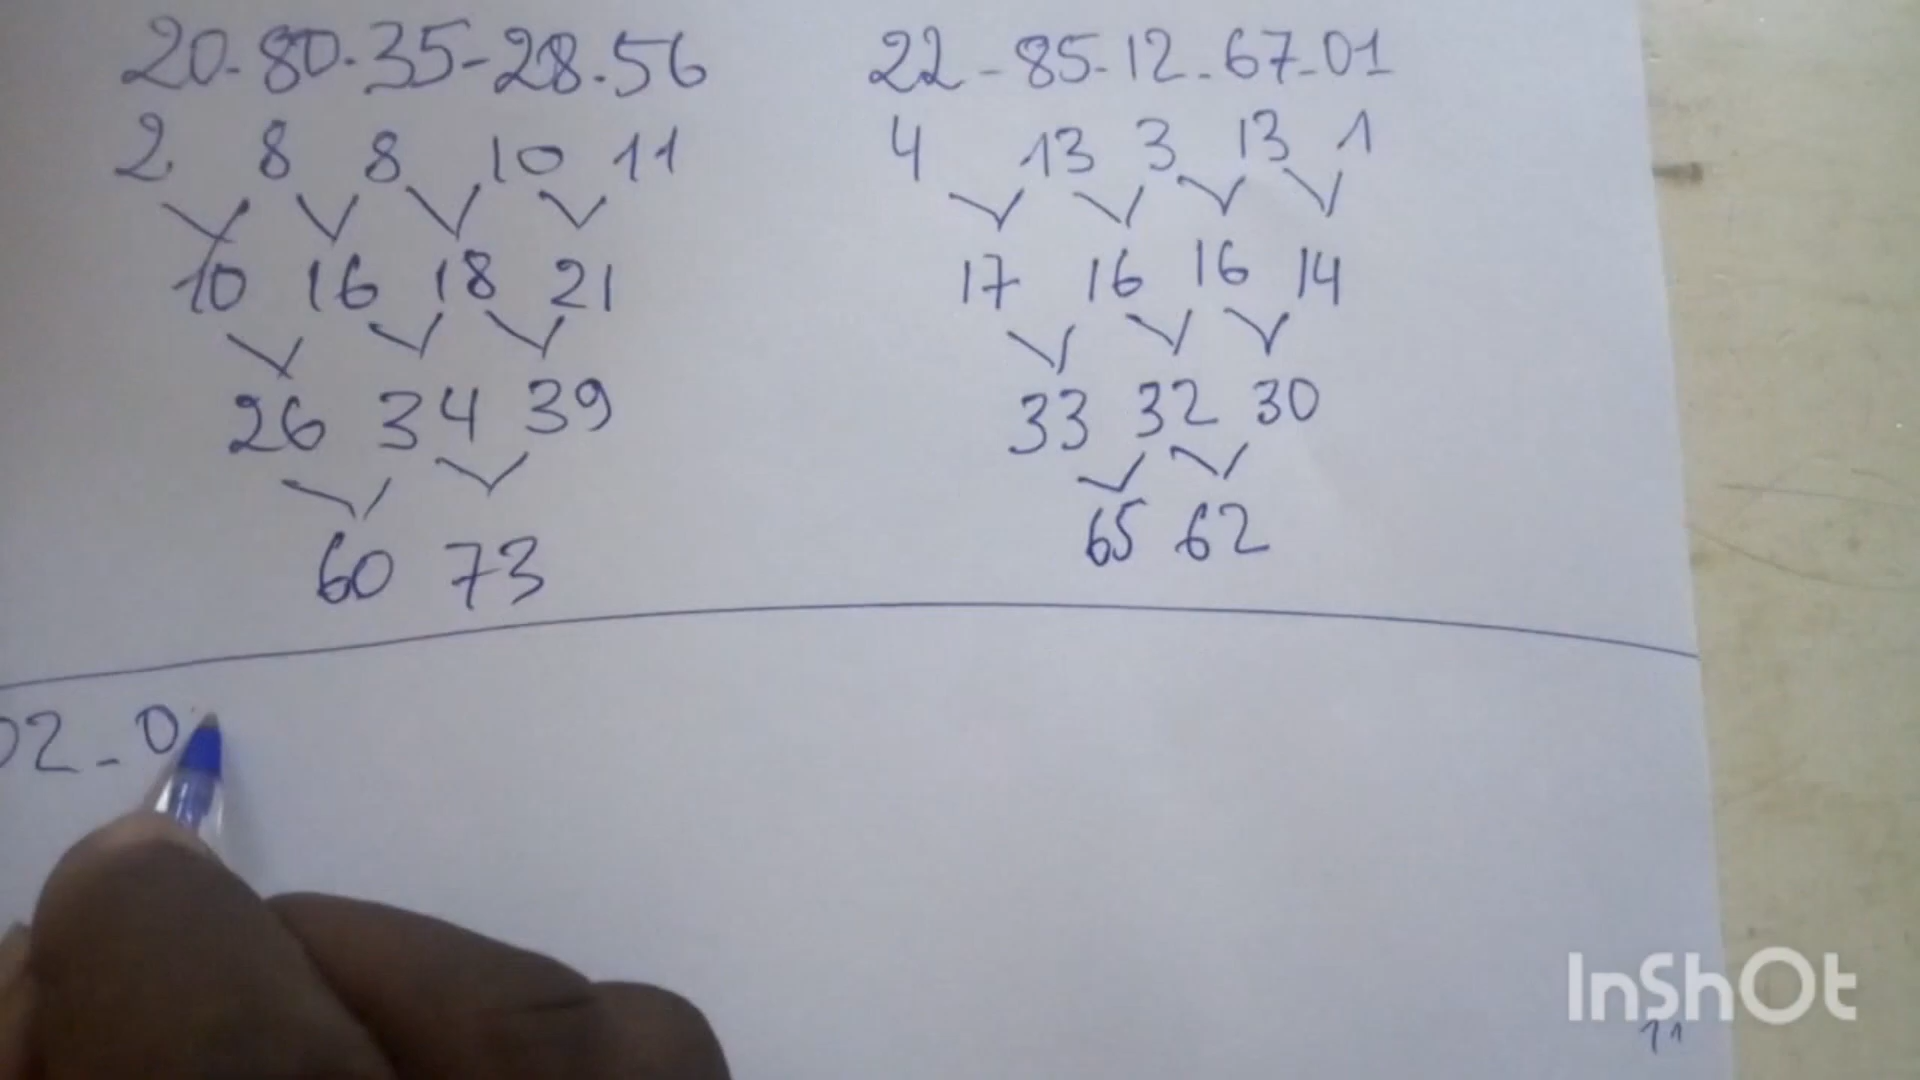 20-80-35-28-56
2 8 8 10 11
10 16 18 21
26 34 39
60 73
22-85-12-67-01
4 13 3 13 1
17 16 16 14
33 32 30
65 62
02-0
InShOt